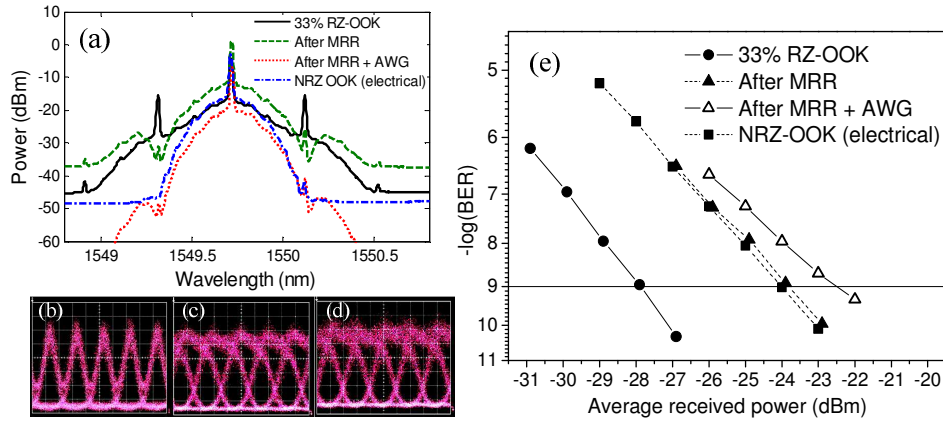 (a)
33% RZ-OOK
After MRR
After MRR + AWG
NRZ OOK (electrical)
Power (dBm)
10
0
-10
-20
-30
-40
-50
-60
1549
1549.5
1550
1550.5
Wavelength (nm)
(b)
(c)
(d)
(e)
33% RZ-OOK
After MRR
After MRR + AWG
NRZ-OOK (electrical)
-log(BER)
5
6
7
8
9
10
11
-31 -30 -29 -28 -27 -26 -25 -24 -23 -22 -21 -20
Average received power (dBm)